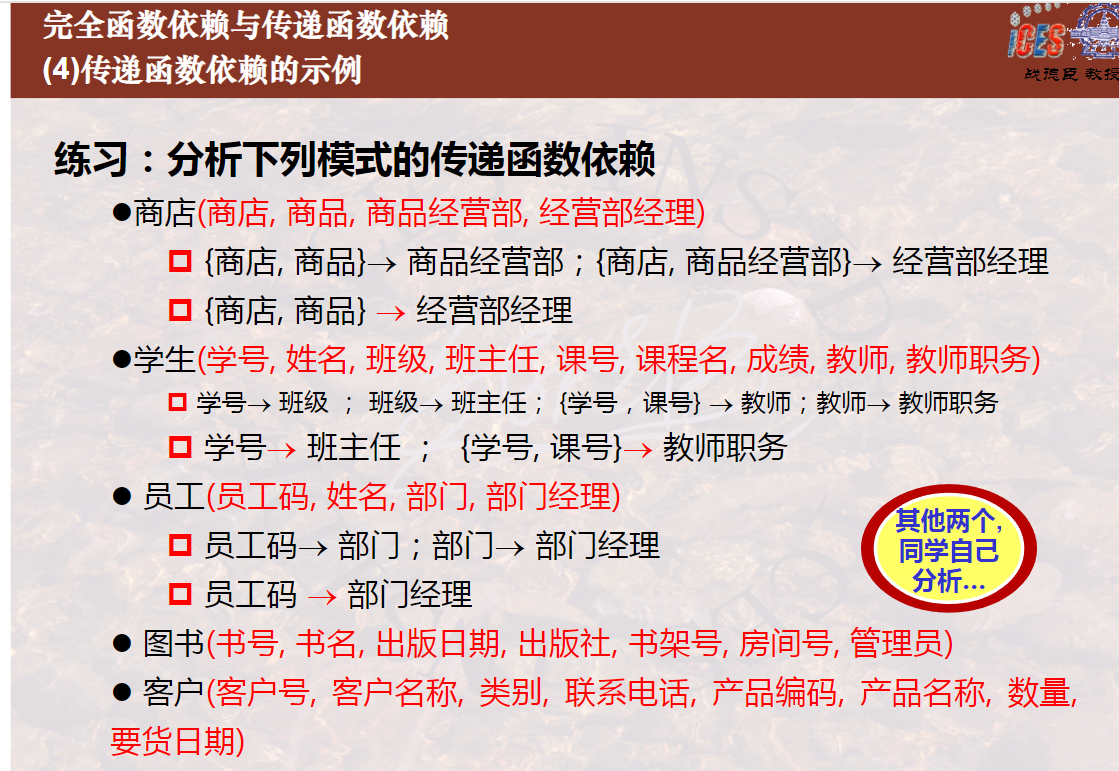 完全函数依赖与传递函数依赖
(4)传递函数依赖的示例
iCES
战德臣 教授
练习：分析下列模式的传递函数依赖
●商店(商店, 商品, 商品经营部, 经营部经理)
{商店, 商品}→ 商品经营部；{商店, 商品经营部}→ 经营部经理
{商店, 商品} → 经营部经理
●学生(学号, 姓名, 班级, 班主任, 课号, 课程名, 成绩, 教师, 教师职务)
学号→ 班级 ； 班级→ 班主任； {学号，课号} → 教师；教师→ 教师职务
学号→ 班主任 ； {学号, 课号}→ 教师职务
● 员工(员工码, 姓名, 部门, 部门经理)
员工码→ 部门；部门→ 部门经理
员工码 → 部门经理
其他两个,
同学自己
分析…
● 图书(书号, 书名, 出版日期, 出版社, 书架号, 房间号, 管理员)
● 客户(客户号, 客户名称, 类别, 联系电话, 产品编码, 产品名称, 数量,
要货日期)